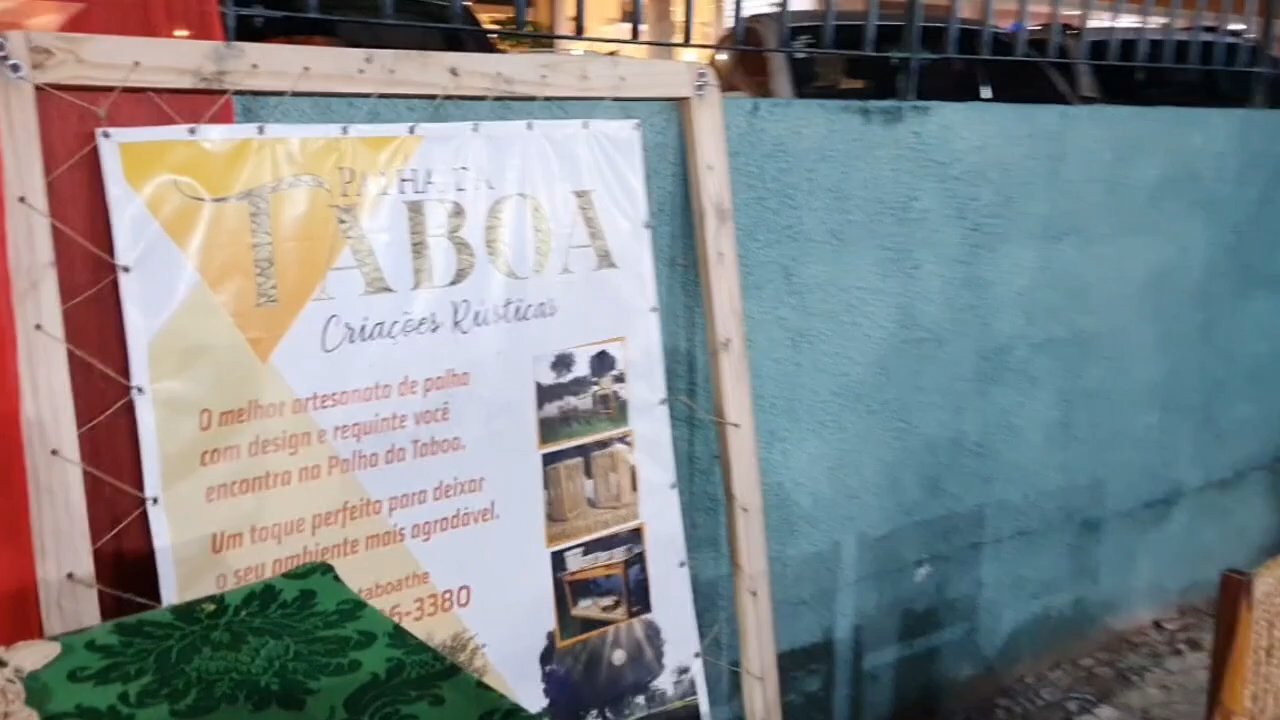 PALHA DA
TABOA
Criações Rústicas
O melhor artesanato de palha
com design e requinte você
encontra na Palha da Taboa.
Um toque perfeito para deixar
o seu ambiente mais agradável.
taboathe
6-3380